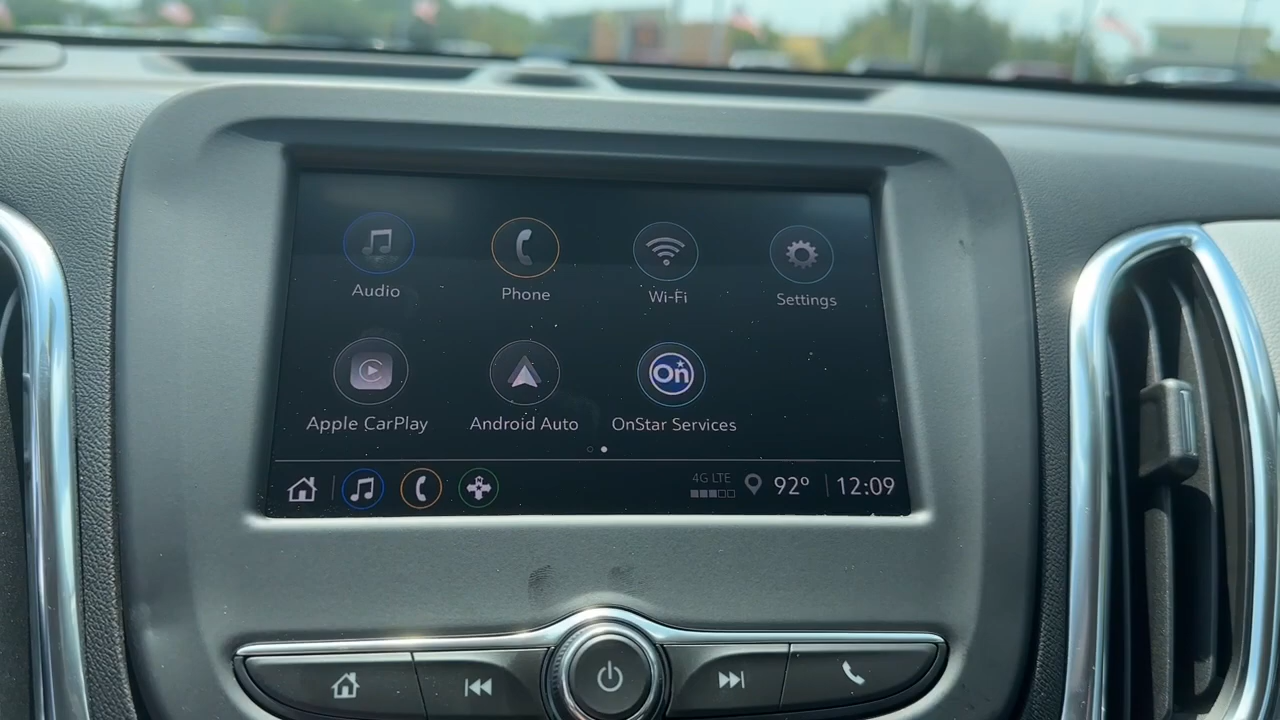 Audio Phone Wi-Fi Settings
Apple CarPlay Android Auto On OnStar Services
4G LTE 92° 12:09